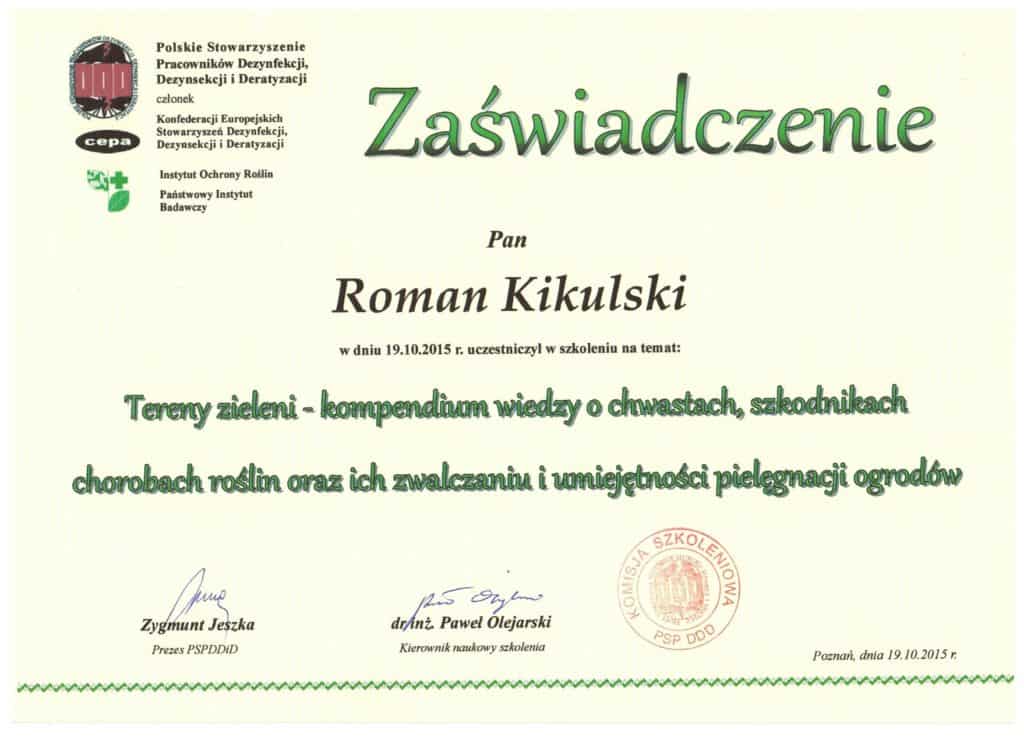 Polskie Stowarzyszenie
Pracowników Dezynfekcji,
Dezynsekcji i Deratyzacji
członek
Konfederacji Europejskich
Stowarzyszeń Dezynfekcji,
Dezynsekcji i Deratyzacji
cepa
Instytut Ochrony Roślin
Państwowy Instytut
Badawczy
Zaświadczenie
Pan
Roman Kikulski
w dniu 19.10.2015 r. uczestniczył w szkoleniu na temat:
Tereny zieleni - kompendium wiedzy o chwastach, szkodnikach
chorobach roślin oraz ich zwalczaniu i umiejętności pielęgnacji ogrodów
Zygmunt Jeszka
Prezes PSPDDiD
dr inż. Paweł Olejarski
Kierownik naukowy szkolenia
KOMISJA SZKOLENIOWA
PSP DDD
Poznań, dnia 19.10.2015 r.